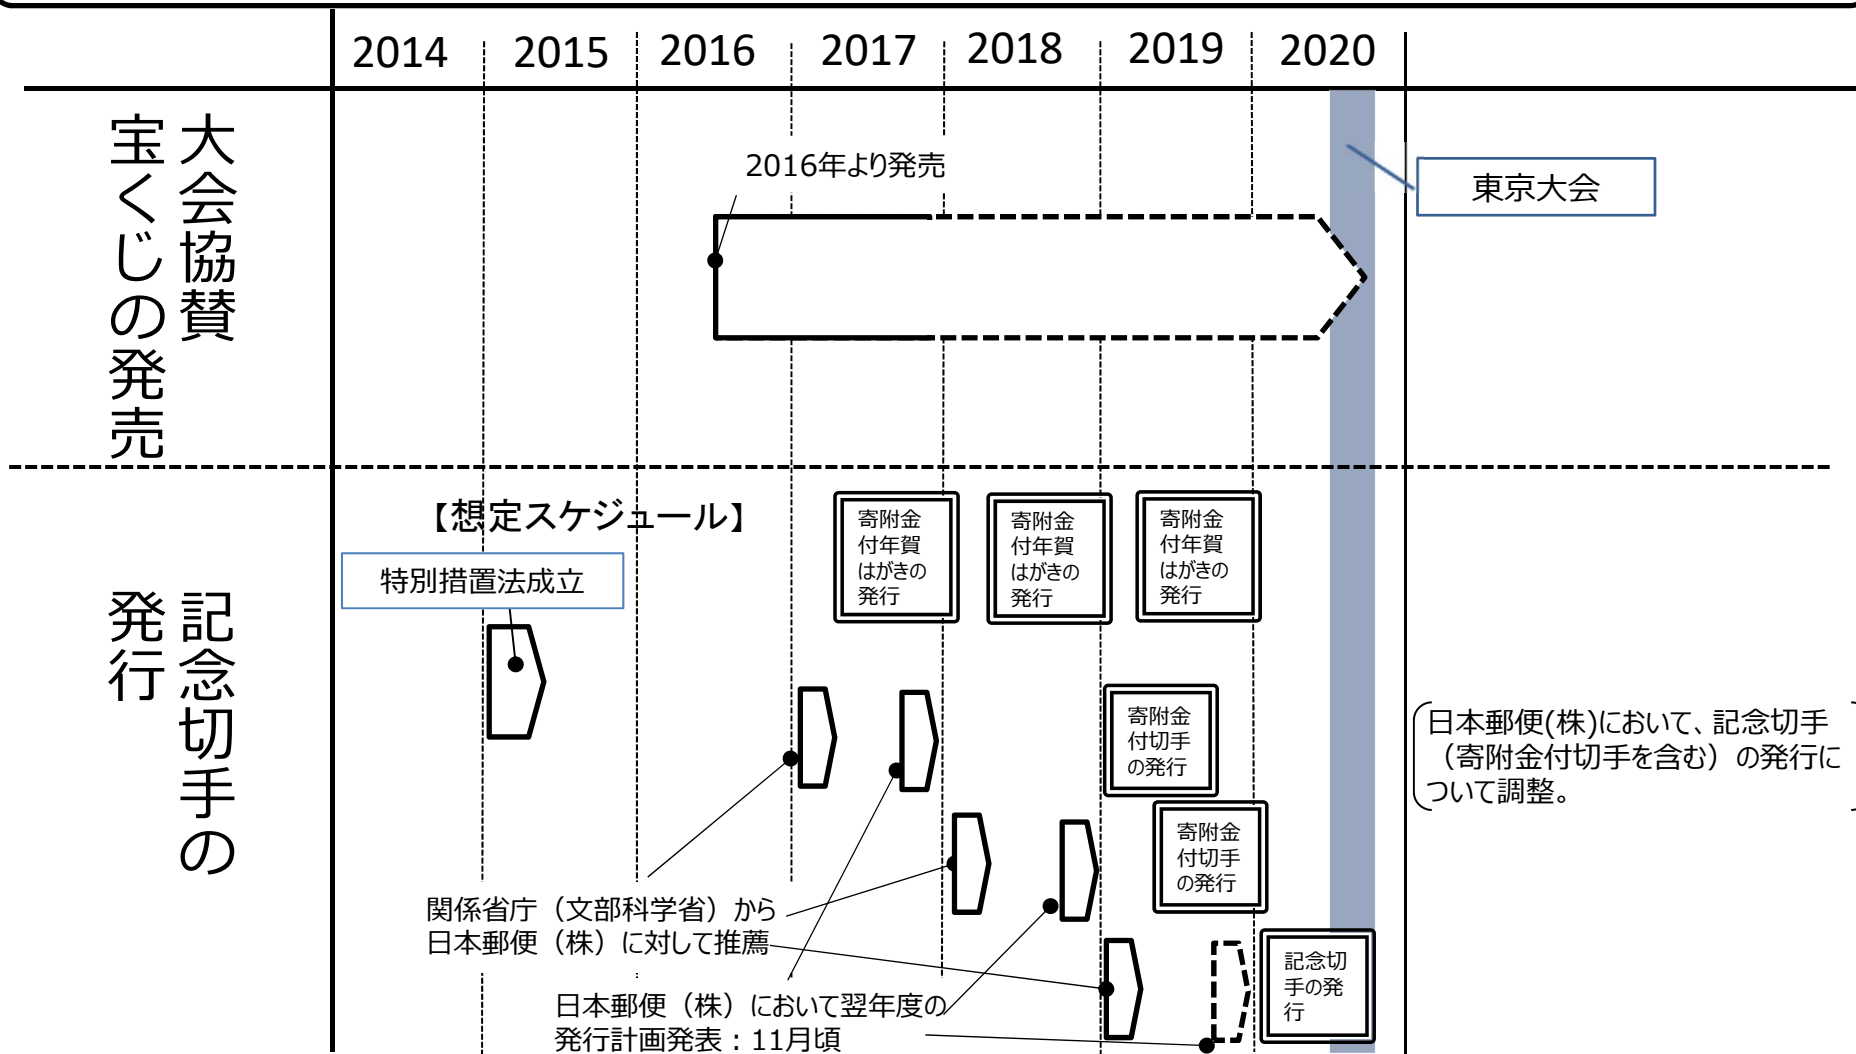 2014
2015
2016
2017
2018
2019
2020
大会協賛
宝くじの発売
2016年より発売
東京大会
記念切手の
発行
【想定スケジュール】
特別措置法成立
寄附金
付年賀
はがきの
発行
寄附金
付年賀
はがきの
発行
寄附金
付年賀
はがきの
発行
寄附金
付切手
の発行
寄附金
付切手
の発行
記念切
手の発
行
関係省庁（文部科学省）から
日本郵便（株）に対して推薦
日本郵便（株）において翌年度の
発行計画発表：11月頃
日本郵便(株)において、記念切手
（寄附金付切手を含む）の発行に
ついて調整。